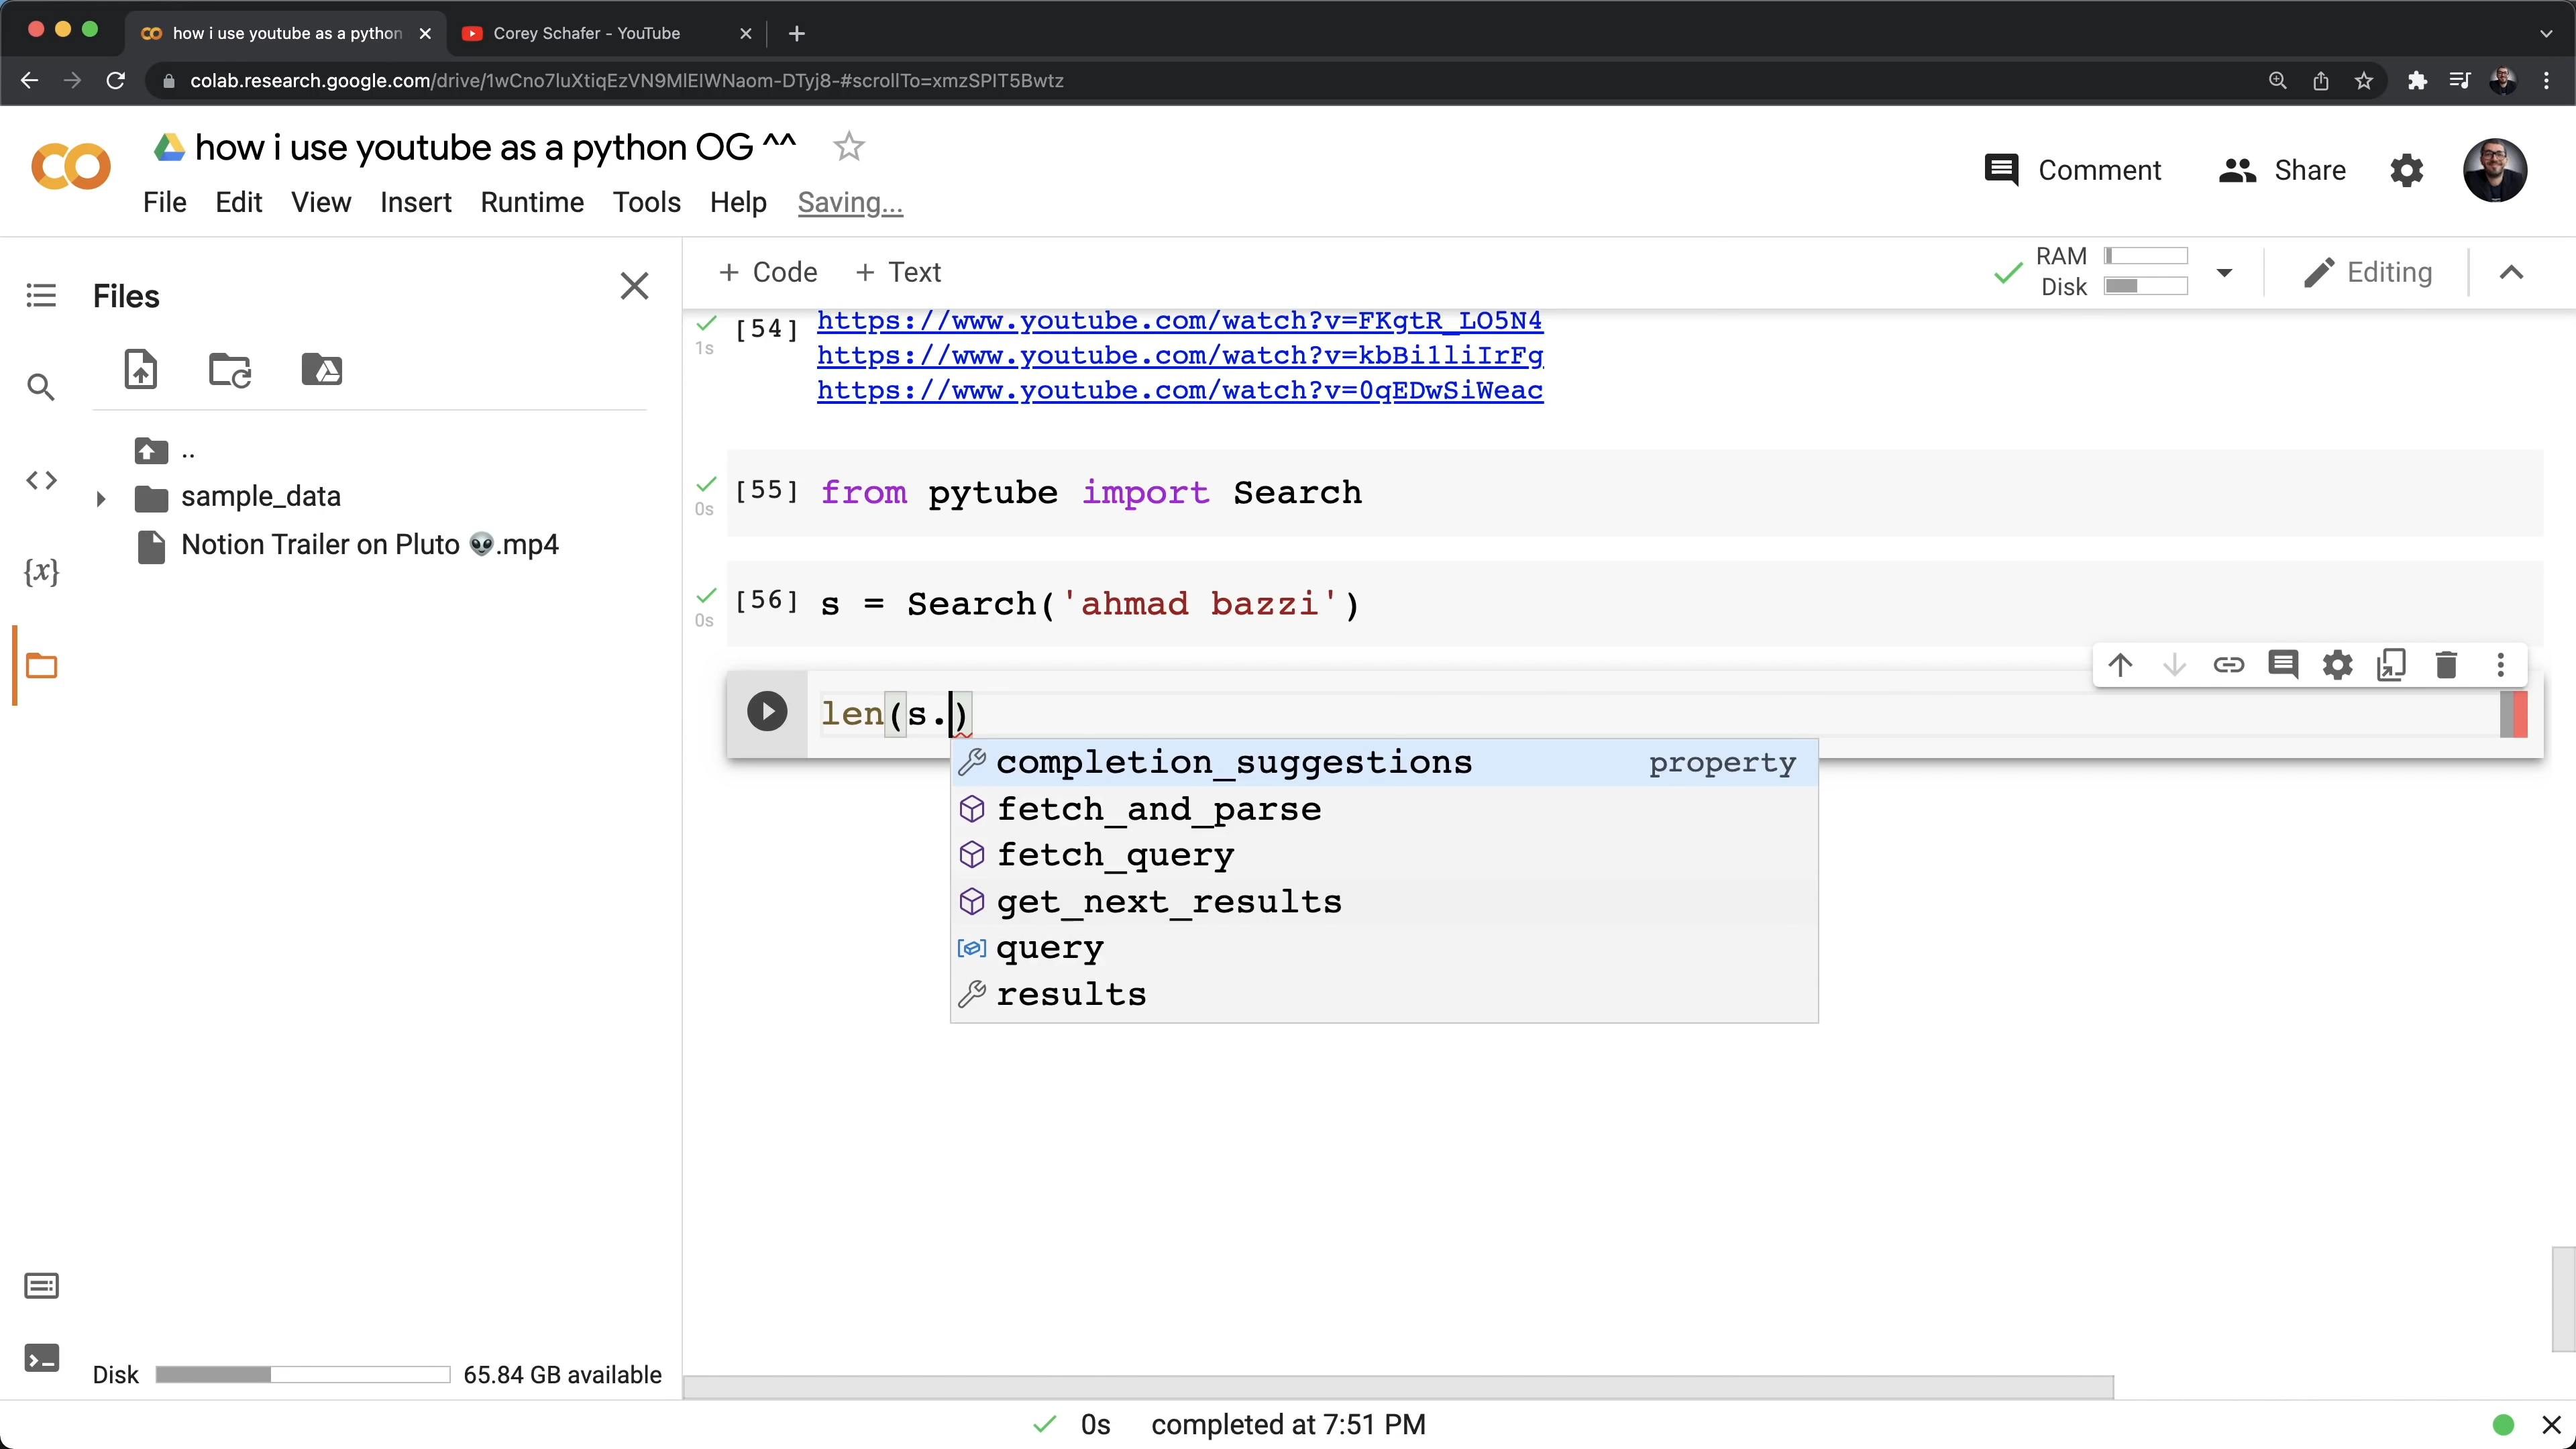 how i use youtube as a python
Corey Schafer - YouTube
colab.research.google.com/drive/1wCno7luXtiqEzVN9MlElWNaom-DTyj8-#scrollTo=xmzSPIT5Bwtz
how i use youtube as a python OG ^^
File Edit View Insert Runtime Tools Help Saving...
Comment Share
Files
+ Code + Text
RAM
Disk
Editing
..
sample_data
Notion Trailer on Pluto 👽.mp4
{x}
[54] https://www.youtube.com/watch?v=FKgtR_LO5N4
1s
https://www.youtube.com/watch?v=kbBi1liIrFg
https://www.youtube.com/watch?v=0qEDwSiWeac
[55] from pytube import Search
0s
[56] s = Search('ahmad bazzi')
0s
len(s.)
completion_suggestions property
fetch_and_parse
fetch_query
get_next_results
query
results
Disk 65.84 GB available
0s completed at 7:51 PM